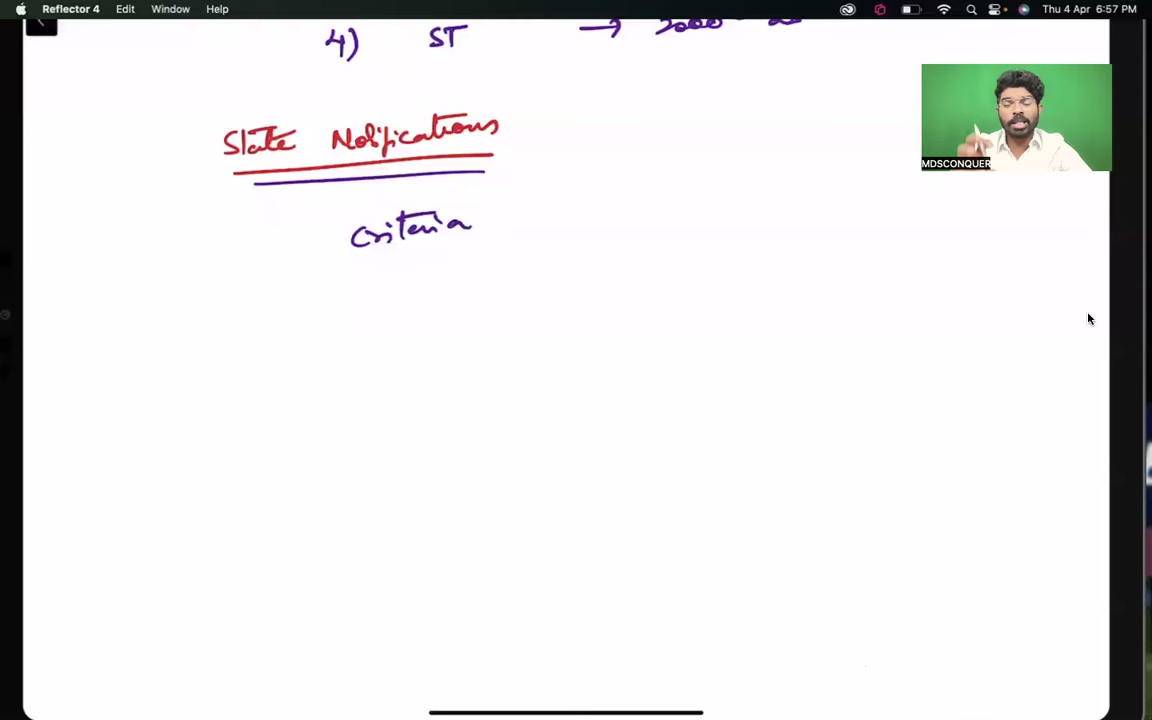 Reflector 4 Edit Window Help Thu 4 Apr 6:57 PM
4) ST →
State Notifications
Criteria
MDSCONQUER